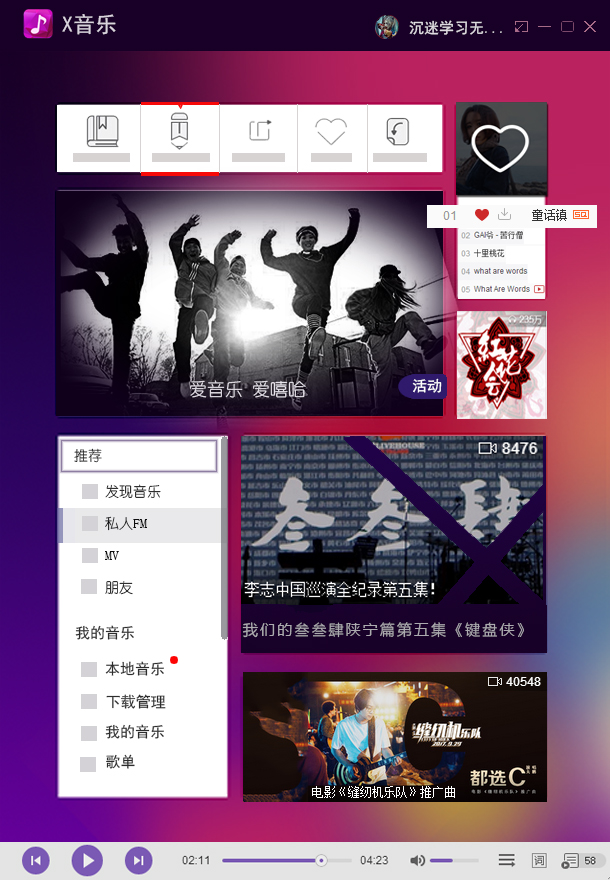 X音乐
沉迷学习无...
01 童话镇 SQ
02 GAI爷 - 苦行僧
03 十里桃花
04 what are words
05 What Are Words
爱音乐 爱嘻哈
活动
235万
红花会
推荐
发现音乐
私人FM
MV
朋友
我的音乐
本地音乐
下载管理
我的音乐
歌单
LIVEHOUSE
8476
叁叁肆
李志中国巡演全纪录第五集!
我们的叁叁肆陕宁篇第五集《键盘侠》
40548
缝纫机乐队
2017.9.29
都选C
电影《缝纫机乐队》推广曲
02:11
04:23
词
58